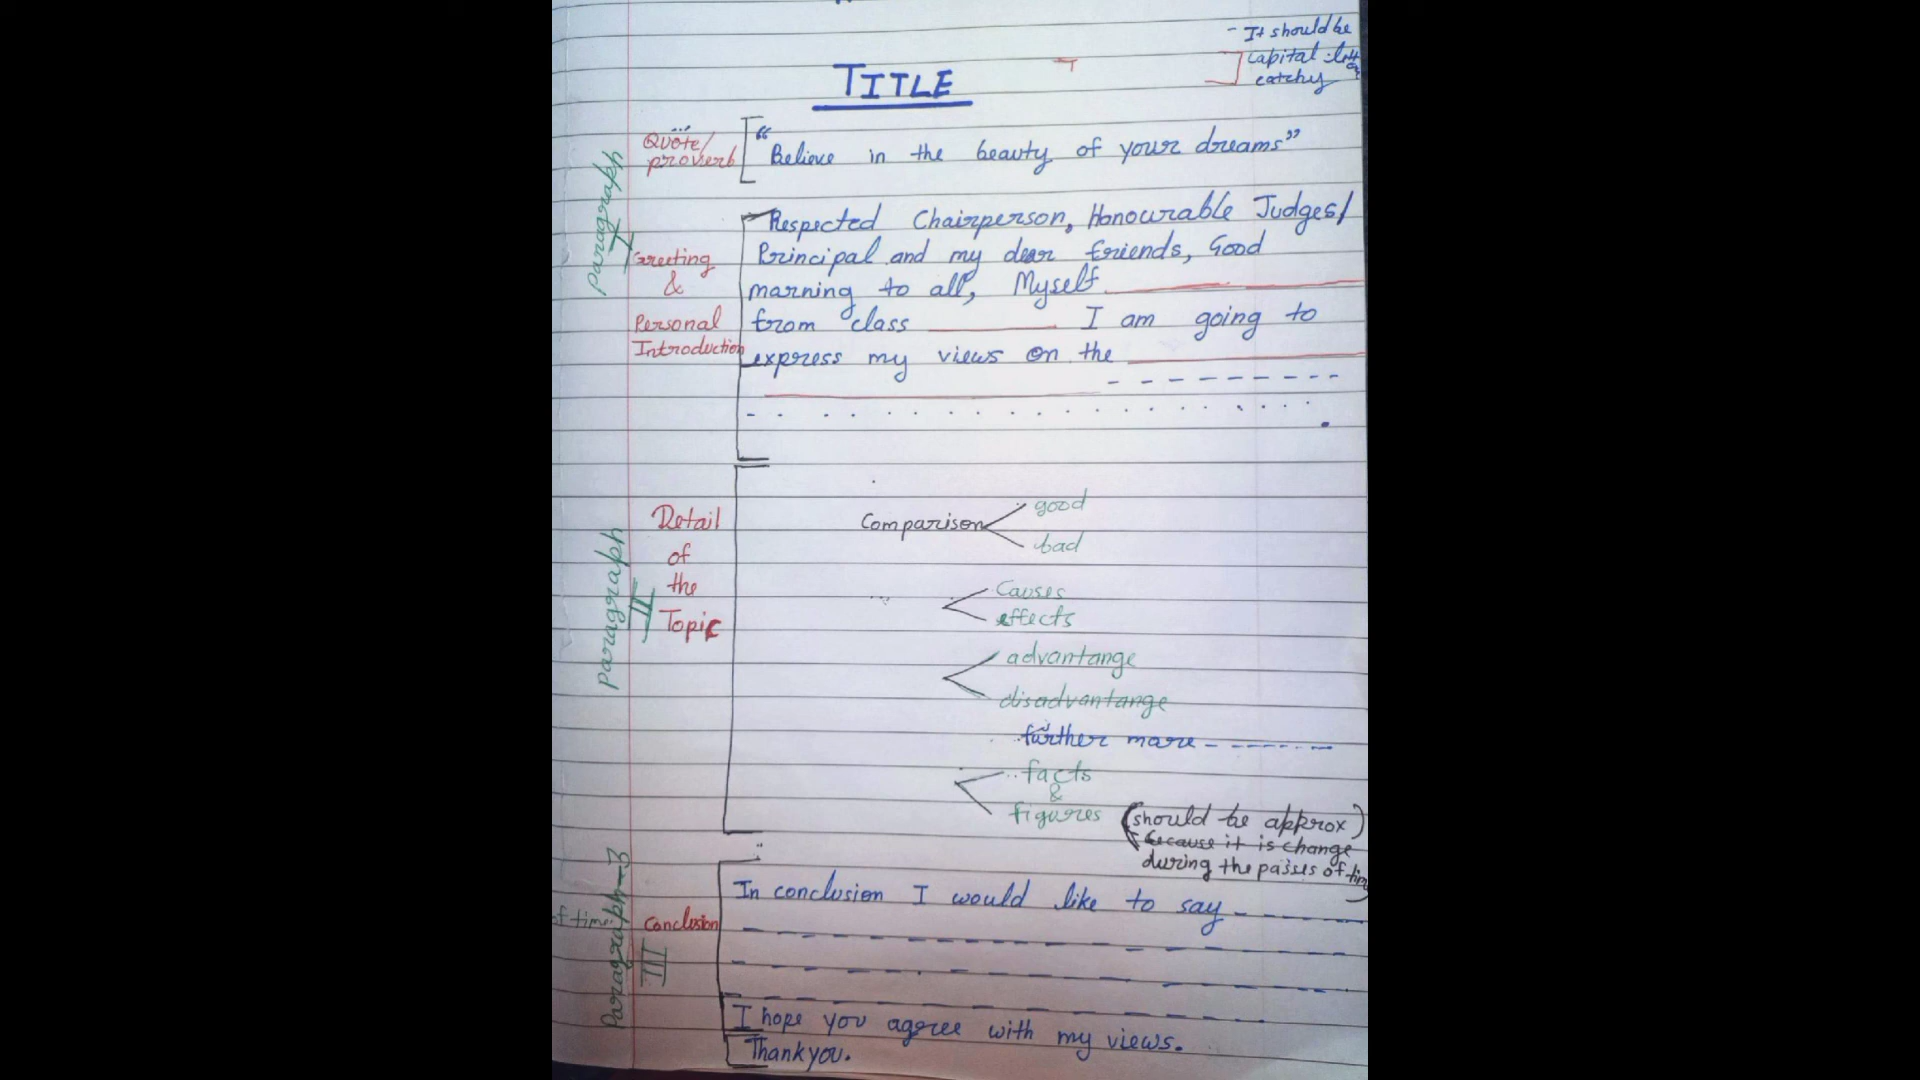 - It should be
capital
catchy
TITLE
Quote/
proverb
"Believe in the beauty of your dreams"
Paragraph
I
Respected Chairperson, Honourable Judges/
Principal and my dear friends, Good
marning to all, Myself
from class I am going to
express my views on the
Greeting
&
Personal
Introduction
Paragraph
II
Detail
of
the
Topic
Comparison
good
bad
Causes
effects
advantange
disadvantange
further more
facts
&
figures
(should be approx)
(because it is change
during the passes of time)
Paragraph-3
of time
Conclusion
III
In conclusion I would like to say
I hope you agree with my views.
Thankyou.